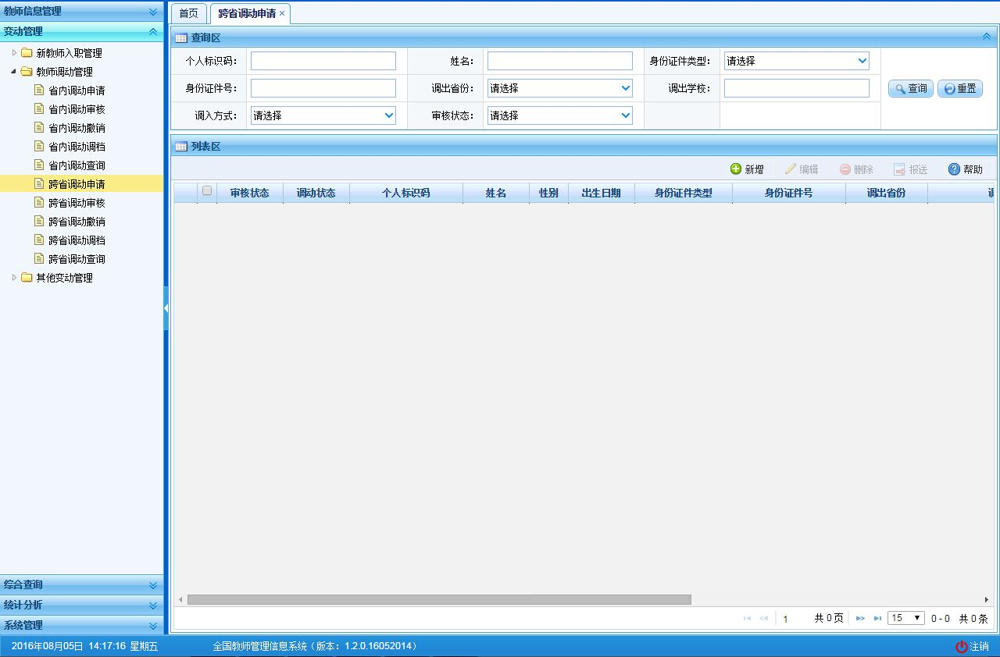 教师信息管理
变动管理
新教师入职管理
教师调动管理
省内调动申请
省内调动审核
省内调动撤销
省内调动调档
省内调动查询
跨省调动申请
跨省调动审核
跨省调动撤销
跨省调动调档
跨省调动查询
其他变动管理
综合查询
统计分析
系统管理
首页 跨省调动申请 ×
查询区
个人标识码： 姓名： 身份证件类型： 请选择
身份证件号： 调出省份： 请选择 调出学校：
调入方式： 请选择 审核状态： 请选择
查询 重置
列表区
新增 编辑 删除 报送 帮助
审核状态 调动状态 个人标识码 姓名 性别 出生日期 身份证件类型 身份证件号 调出省份
1 共 0 页 15 0 - 0 共 0 条
2016年08月05日 14:17:16 星期五 全国教师管理信息系统（版本：1.2.0.16052014） 注销